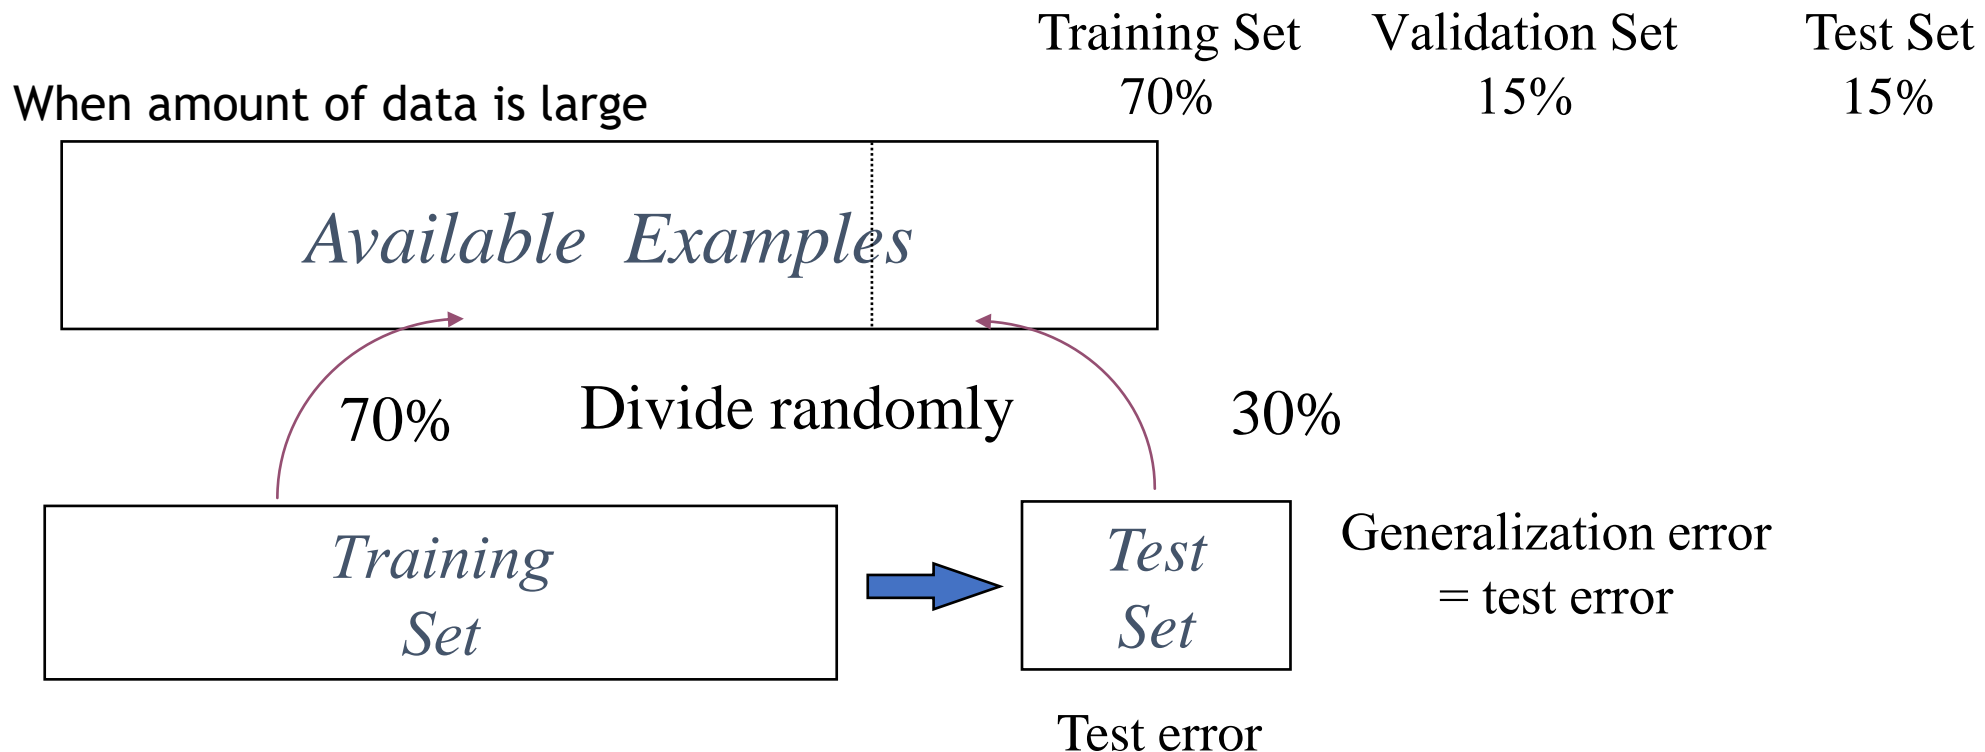 Training Set Validation Set Test Set
70% 15% 15%
When amount of data is large
Available Examples
70% Divide randomly 30%
Training
Set
Test
Set
Generalization error
= test error
Test error